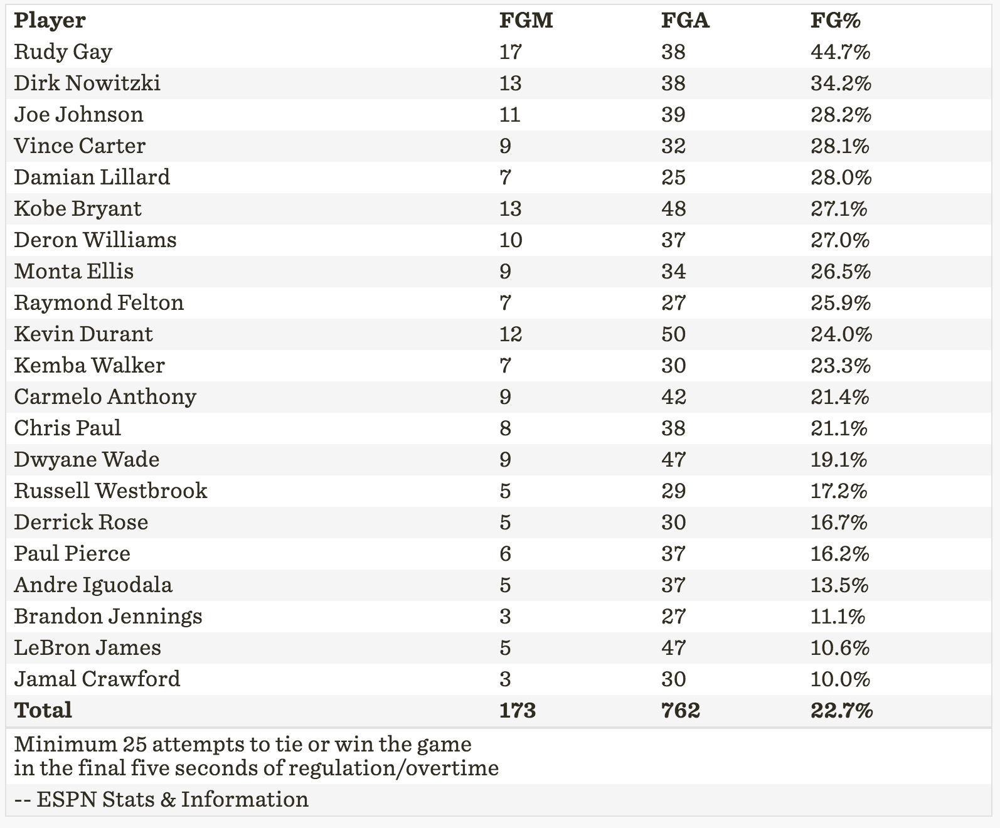 Player FGM FGA FG%
Rudy Gay 17 38 44.7%
Dirk Nowitzki 13 38 34.2%
Joe Johnson 11 39 28.2%
Vince Carter 9 32 28.1%
Damian Lillard 7 25 28.0%
Kobe Bryant 13 48 27.1%
Deron Williams 10 37 27.0%
Monta Ellis 9 34 26.5%
Raymond Felton 7 27 25.9%
Kevin Durant 12 50 24.0%
Kemba Walker 7 30 23.3%
Carmelo Anthony 9 42 21.4%
Chris Paul 8 38 21.1%
Dwyane Wade 9 47 19.1%
Russell Westbrook 5 29 17.2%
Derrick Rose 5 30 16.7%
Paul Pierce 6 37 16.2%
Andre Iguodala 5 37 13.5%
Brandon Jennings 3 27 11.1%
LeBron James 5 47 10.6%
Jamal Crawford 3 30 10.0%
Total 173 762 22.7%
Minimum 25 attempts to tie or win the game
in the final five seconds of regulation/overtime
-- ESPN Stats & Information